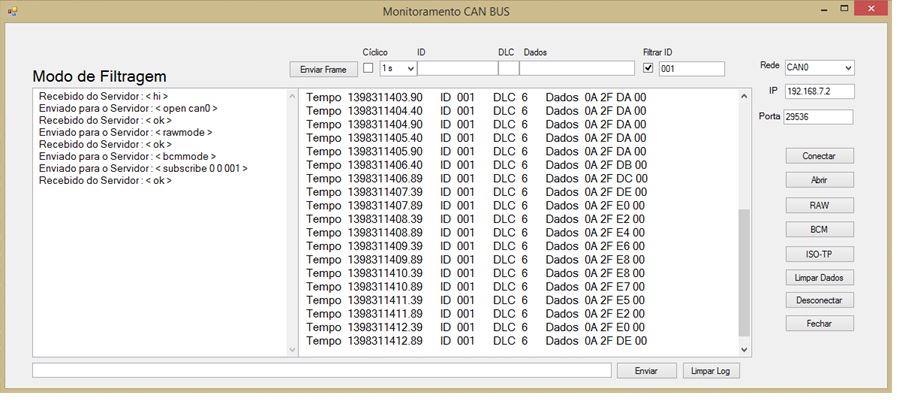 Monitoramento CAN BUS
Cíclico ID DLC Dados Filtrar ID
Enviar Frame 1 s 001
Rede CAN0
IP 192.168.7.2
Porta 29536
Modo de Filtragem
Recebido do Servidor : < hi >
Enviado para o Servidor : < open can0 >
Recebido do Servidor : < ok >
Enviado para o Servidor : < rawmode >
Recebido do Servidor : < ok >
Enviado para o Servidor : < bcmmode >
Enviado para o Servidor : < subscribe 0 0 001 >
Recebido do Servidor : < ok >
Tempo 1398311403.90 ID 001 DLC 6 Dados 0A 2F DA 00
Tempo 1398311404.40 ID 001 DLC 6 Dados 0A 2F DA 00
Tempo 1398311404.90 ID 001 DLC 6 Dados 0A 2F DA 00
Tempo 1398311405.40 ID 001 DLC 6 Dados 0A 2F DA 00
Tempo 1398311405.90 ID 001 DLC 6 Dados 0A 2F DA 00
Tempo 1398311406.40 ID 001 DLC 6 Dados 0A 2F DB 00
Tempo 1398311406.89 ID 001 DLC 6 Dados 0A 2F DC 00
Tempo 1398311407.39 ID 001 DLC 6 Dados 0A 2F DE 00
Tempo 1398311407.89 ID 001 DLC 6 Dados 0A 2F E0 00
Tempo 1398311408.39 ID 001 DLC 6 Dados 0A 2F E2 00
Tempo 1398311408.89 ID 001 DLC 6 Dados 0A 2F E4 00
Tempo 1398311409.39 ID 001 DLC 6 Dados 0A 2F E6 00
Tempo 1398311409.89 ID 001 DLC 6 Dados 0A 2F E8 00
Tempo 1398311410.39 ID 001 DLC 6 Dados 0A 2F E8 00
Tempo 1398311410.89 ID 001 DLC 6 Dados 0A 2F E7 00
Tempo 1398311411.39 ID 001 DLC 6 Dados 0A 2F E5 00
Tempo 1398311411.89 ID 001 DLC 6 Dados 0A 2F E2 00
Tempo 1398311412.39 ID 001 DLC 6 Dados 0A 2F E0 00
Tempo 1398311412.89 ID 001 DLC 6 Dados 0A 2F DE 00
Conectar
Abrir
RAW
BCM
ISO-TP
Limpar Dados
Desconectar
Fechar
Enviar Limpar Log